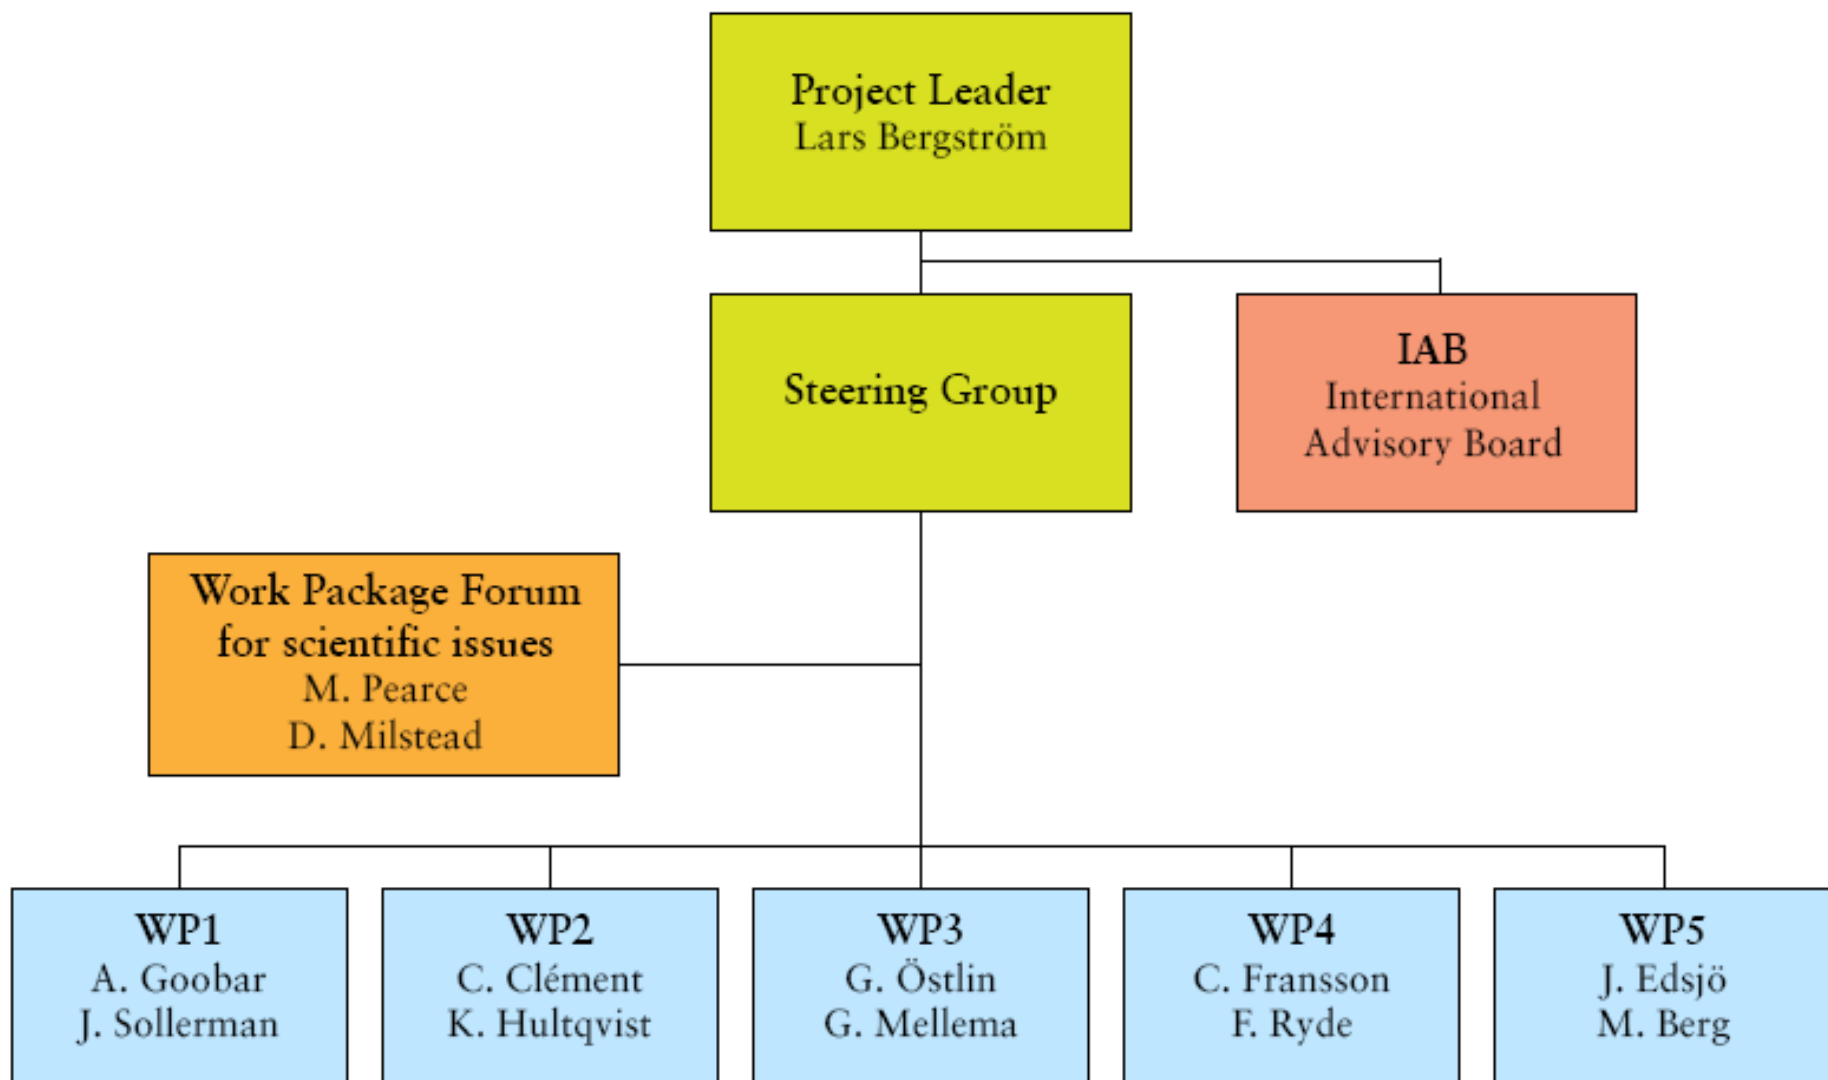 Project Leader
Lars Bergström
Steering Group
IAB
International
Advisory Board
Work Package Forum
for scientific issues
M. Pearce
D. Milstead
WP1
A. Goobar
J. Sollerman
WP2
C. Clément
K. Hultqvist
WP3
G. Östlin
G. Mellema
WP4
C. Fransson
F. Ryde
WP5
J. Edsjö
M. Berg